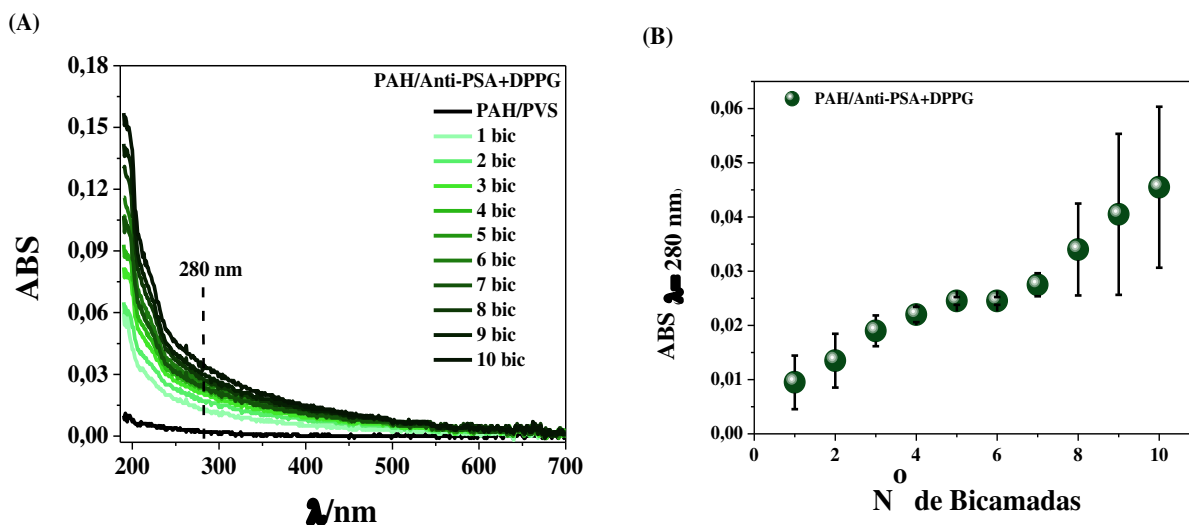 (A)
0,18
0,15
0,12
0,09
0,06
0,03
0,00
ABS
200 300 400 500 600 700
λ/nm
280 nm
PAH/Anti-PSA+DPPG
PAH/PVS
1 bic
2 bic
3 bic
4 bic
5 bic
6 bic
7 bic
8 bic
9 bic
10 bic
(B)
0,06
0,05
0,04
0,03
0,02
0,01
0,00
ABS λ= 280 nm)
PAH/Anti-PSA+DPPG
0 2 4 6 8 10
Nº de Bicamadas